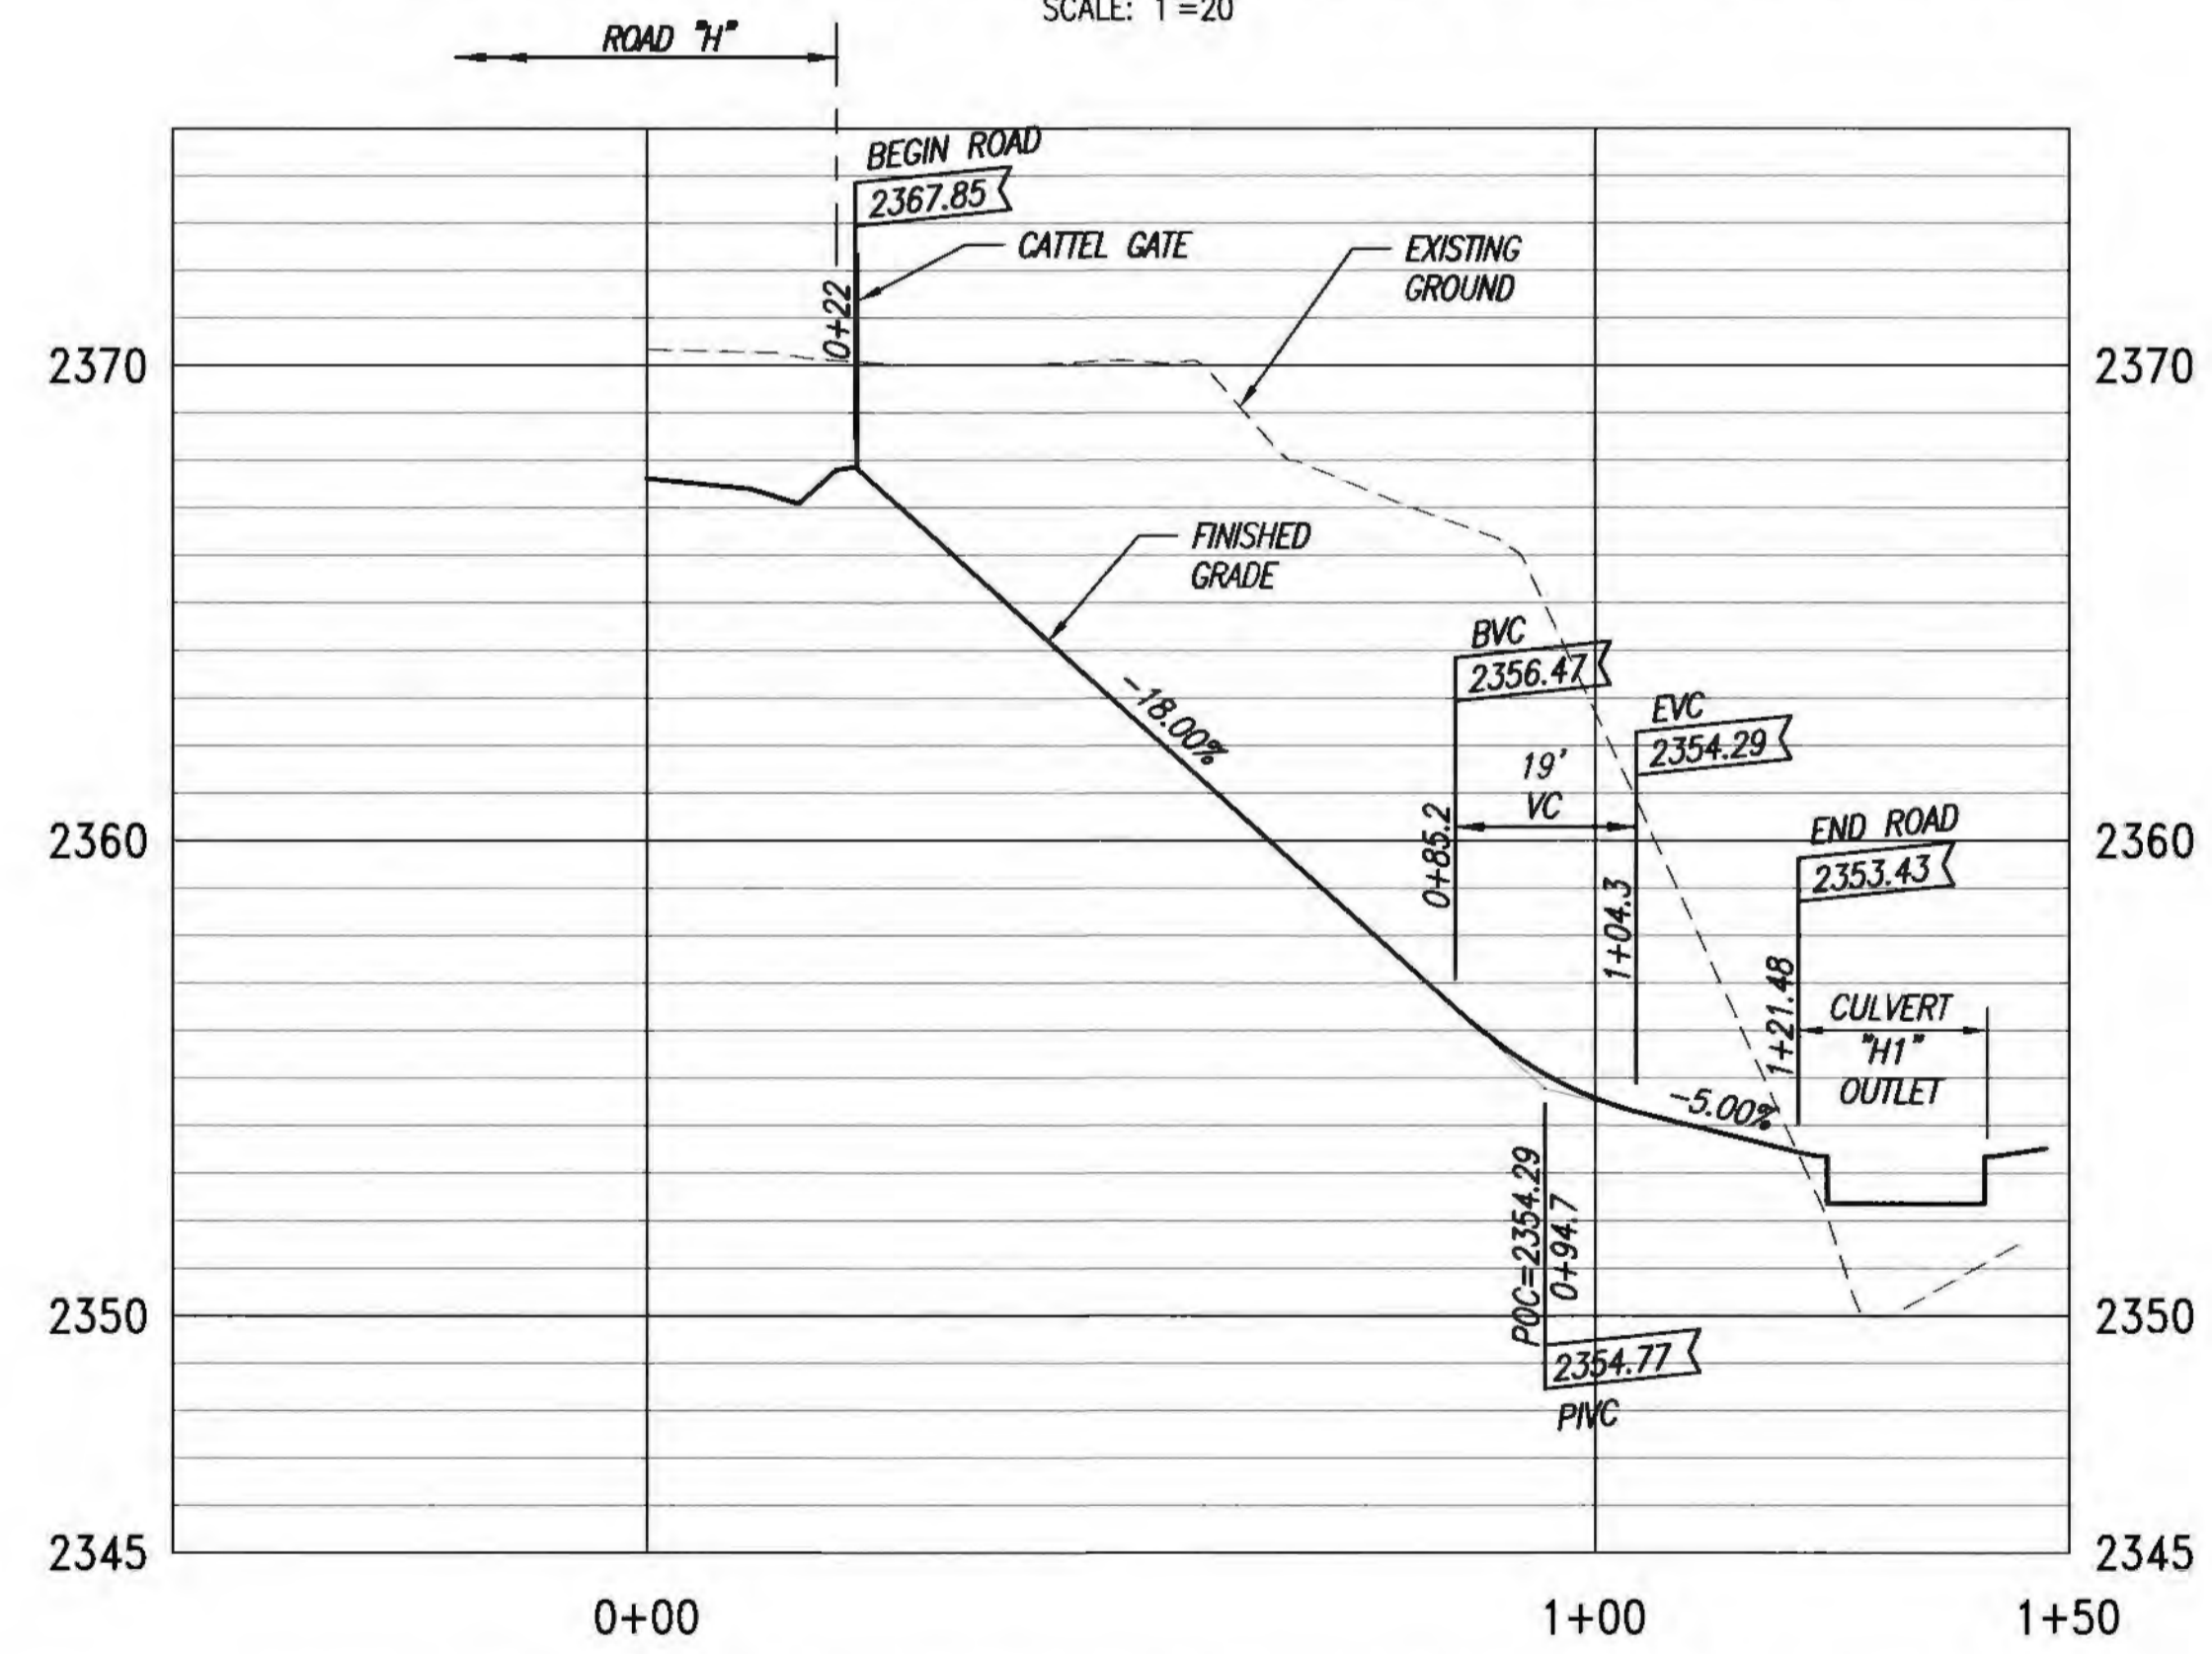 SCALE: 1"=20'
ROAD "H"
BEGIN ROAD
2367.85
CATTEL GATE
EXISTING
GROUND
0+22
2370
2370
FINISHED
GRADE
-18.00%
BVC
2356.47
EVC
2354.29
19'
VC
0+85.2
END ROAD
2353.43
2360
2360
1+04.3
1+21.48
CULVERT
"H1"
OUTLET
-5.00%
POC=2354.29
0+94.7
2350
2350
2354.77
PIVC
2345
2345
0+00
1+00
1+50